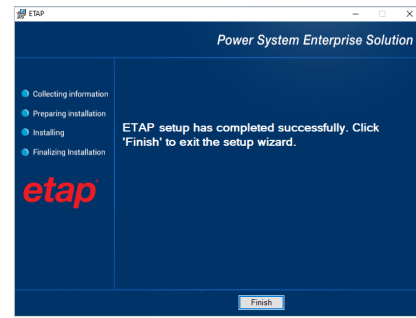 ETAP
Power System Enterprise Solution
Collecting information
Preparing installation
Installing
Finalizing Installation
etap
ETAP setup has completed successfully. Click
'Finish' to exit the setup wizard.
Finish